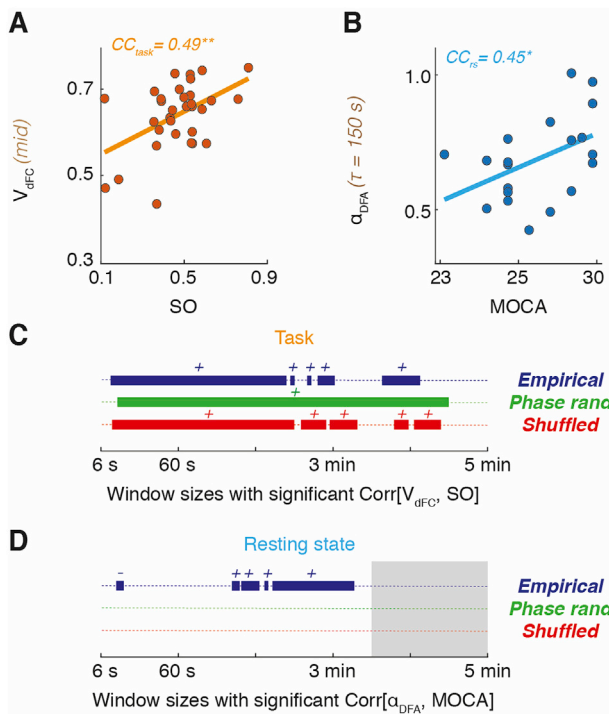 A
CCtask= 0.49**
0.7
0.5
0.3
VdFC (mid)
0.1
0.5
0.9
SO
B
CCrs= 0.45*
1.0
0.5
αDFA (τ = 150 s)
23
25
30
MOCA
C
Task
+ + + + +
Empirical
+
Phase rand
+ + + + +
Shuffled
6 s 60 s 3 min 5 min
Window sizes with significant Corr[VdFC, SO]
D
Resting state
- + + + +
Empirical
Phase rand
Shuffled
6 s 60 s 3 min 5 min
Window sizes with significant Corr[αDFA, MOCA]